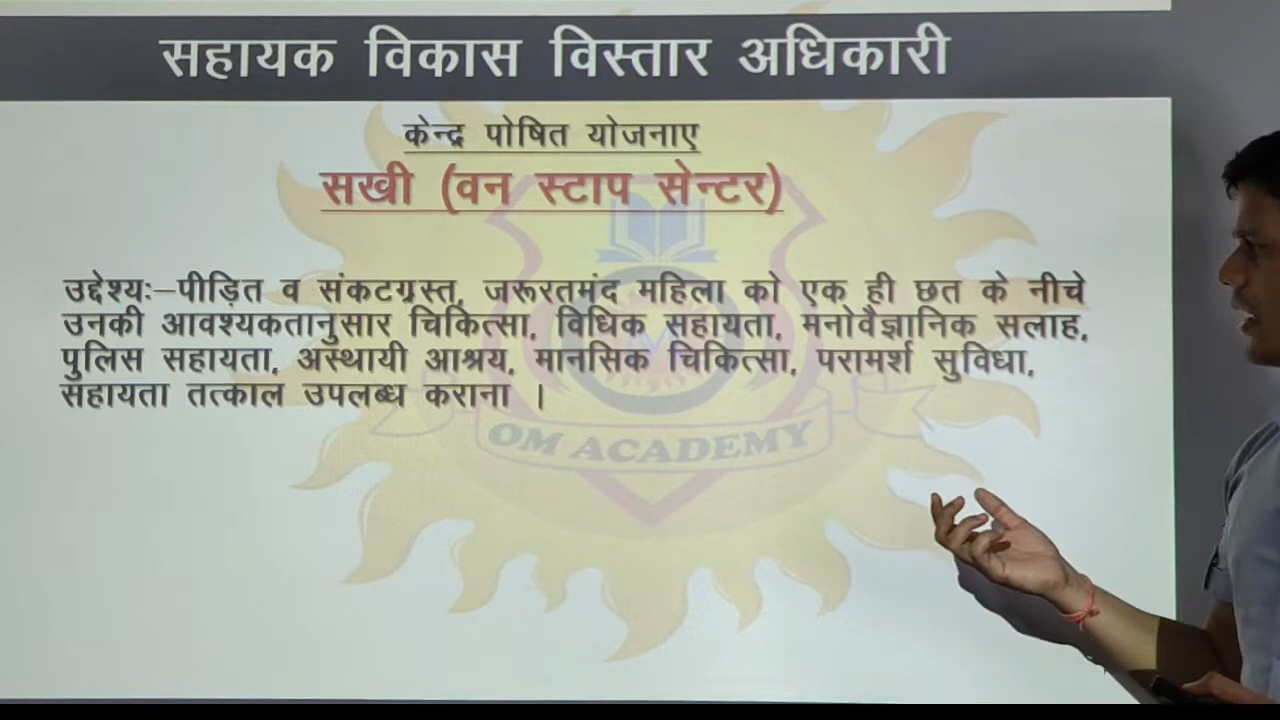 सहायक विकास विस्तार अधिकारी
केन्द्र पोषित योजनाए
सखी (वन स्टाप सेन्टर)
उद्देश्यः–पीड़ित व संकटग्रस्त, जरूरतमंद महिला को एक ही छत के नीचे
उनकी आवश्यकतानुसार चिकित्सा, विधिक सहायता, मनोवैज्ञानिक सलाह,
पुलिस सहायता, अस्थायी आश्रय, मानसिक चिकित्सा, परामर्श सुविधा,
सहायता तत्काल उपलब्ध कराना ।
OM ACADEMY